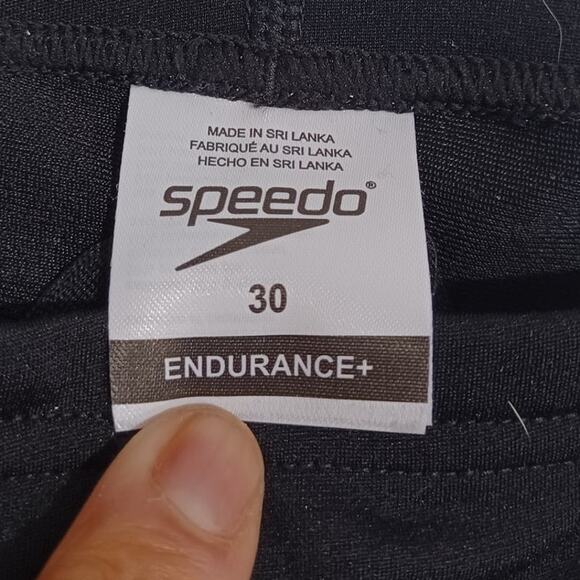 MADE IN SRI LANKA
FABRIQUÉ AU SRI LANKA
HECHO EN SRI LANKA
speedo®
30
ENDURANCE+